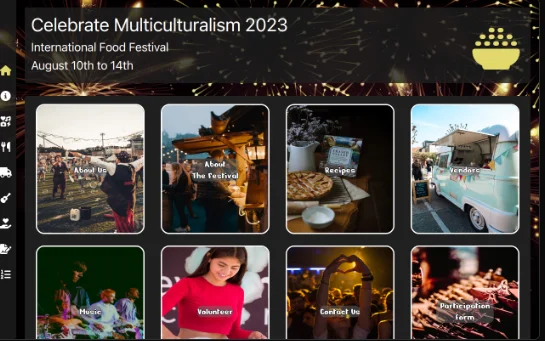 Celebrate Multiculturalism 2023
International Food Festival
August 10th to 14th
About Us
About
The Festival
Recipes
Vendors
Music
Volunteer
Contact Us
Participation
form